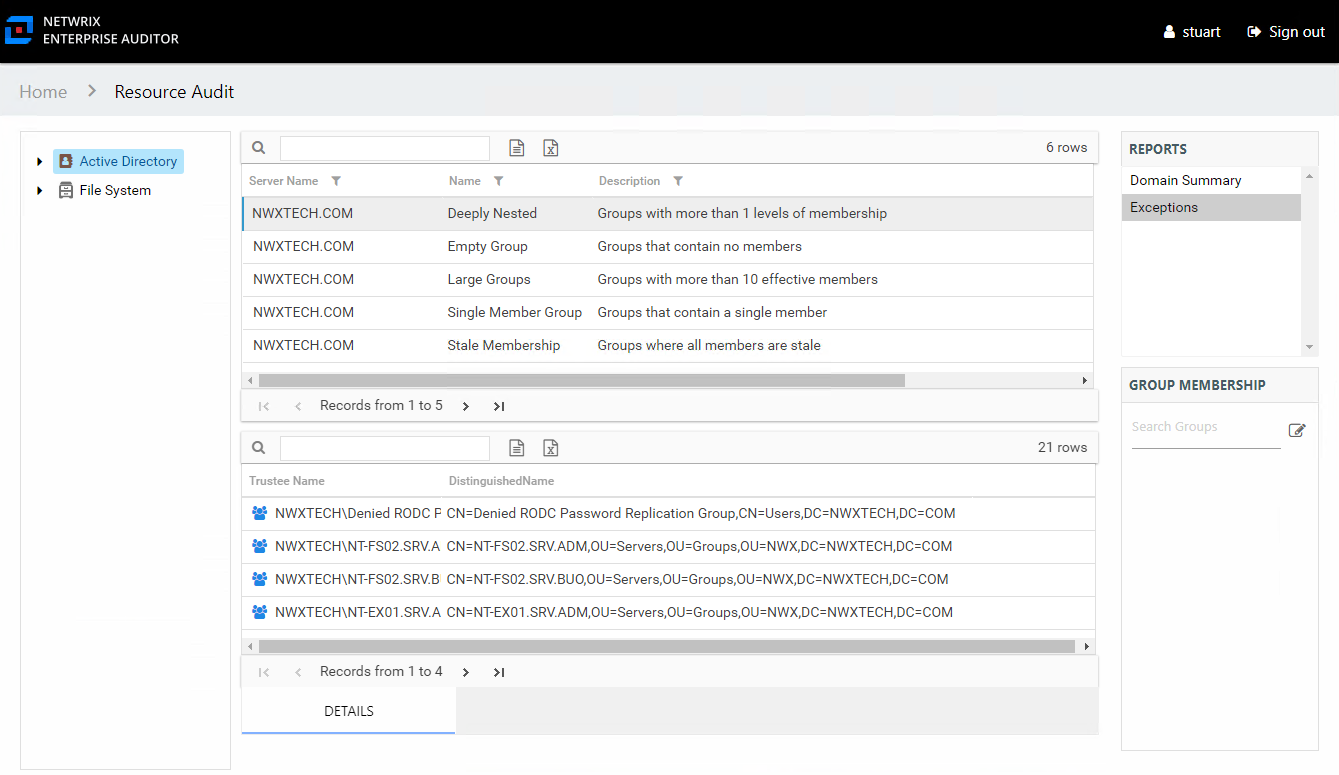 NETWRIX
ENTERPRISE AUDITOR
stuart Sign out
Home Resource Audit
Active Directory
File System
6 rows
Server Name Name Description
NWXTECH.COM Deeply Nested Groups with more than 1 levels of membership
NWXTECH.COM Empty Group Groups that contain no members
NWXTECH.COM Large Groups Groups with more than 10 effective members
NWXTECH.COM Single Member Group Groups that contain a single member
NWXTECH.COM Stale Membership Groups where all members are stale
Records from 1 to 5
21 rows
Trustee Name DistinguishedName
NWXTECH\Denied RODC P CN=Denied RODC Password Replication Group,CN=Users,DC=NWXTECH,DC=COM
NWXTECH\NT-FS02.SRV.A CN=NT-FS02.SRV.ADM,OU=Servers,OU=Groups,OU=NWX,DC=NWXTECH,DC=COM
NWXTECH\NT-FS02.SRV.BU CN=NT-FS02.SRV.BUO,OU=Servers,OU=Groups,OU=NWX,DC=NWXTECH,DC=COM
NWXTECH\NT-EX01.SRV.A CN=NT-EX01.SRV.ADM,OU=Servers,OU=Groups,OU=NWX,DC=NWXTECH,DC=COM
Records from 1 to 4
DETAILS
REPORTS
Domain Summary
Exceptions
GROUP MEMBERSHIP
Search Groups